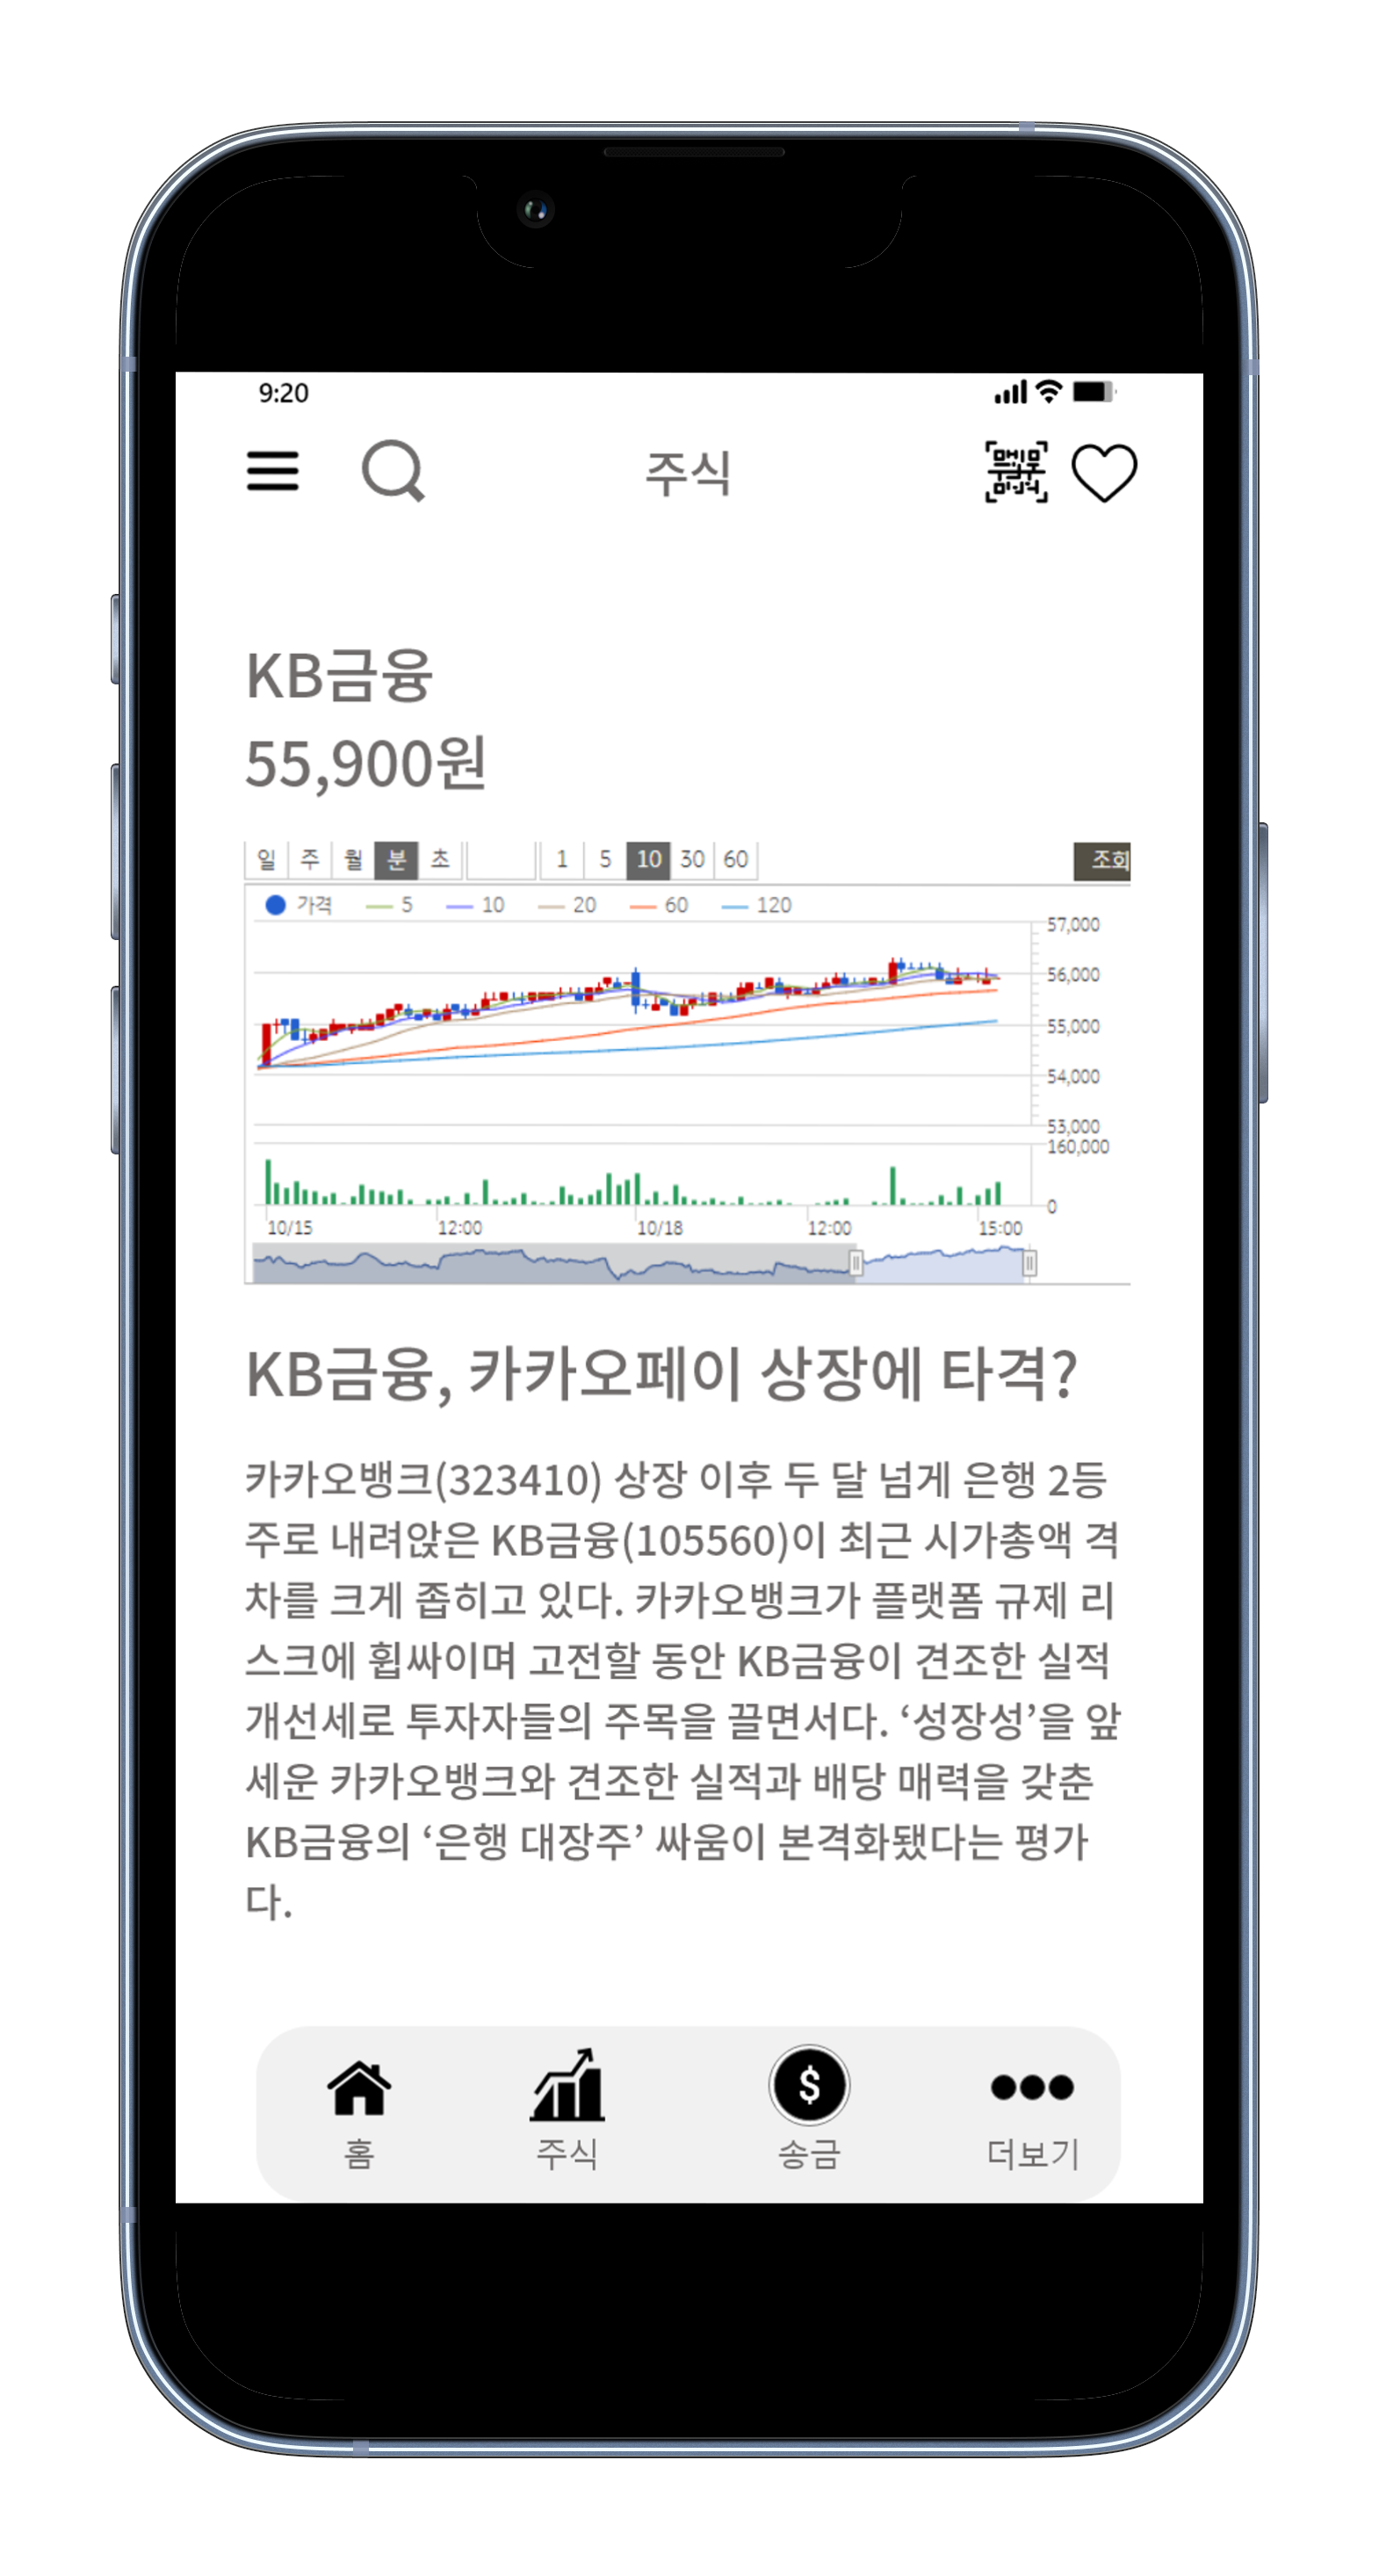 9:20
주식
KB금융
55,900원
일 주 월 분 초 1 5 10 30 60 조회
가격 5 10 20 60 120
57,000
56,000
55,000
54,000
53,000
160,000
0
10/15 12:00 10/18 12:00 15:00
KB금융, 카카오페이 상장에 타격?
카카오뱅크(323410) 상장 이후 두 달 넘게 은행 2등
주로 내려앉은 KB금융(105560)이 최근 시가총액 격
차를 크게 좁히고 있다. 카카오뱅크가 플랫폼 규제 리
스크에 휩싸이며 고전할 동안 KB금융이 견조한 실적
개선세로 투자자들의 주목을 끌면서다. ‘성장성’을 앞
세운 카카오뱅크와 견조한 실적과 배당 매력을 갖춘
KB금융의 ‘은행 대장주’ 싸움이 본격화됐다는 평가
다.
$
홈 주식 송금 더보기